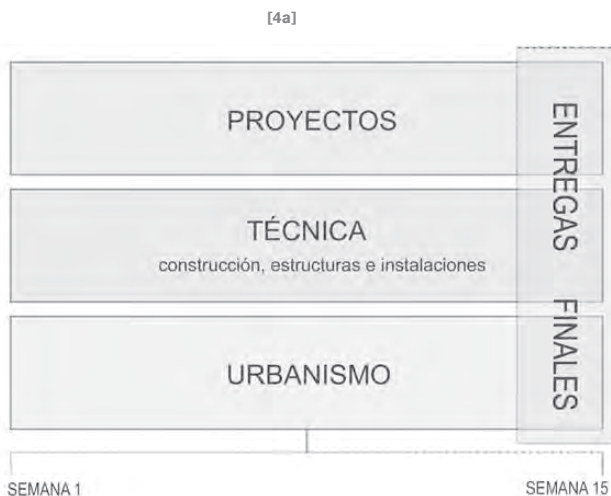 [4a]
PROYECTOS
TÉCNICA
construcción, estructuras e instalaciones
URBANISMO
ENTREGAS FINALES
SEMANA 1
SEMANA 15